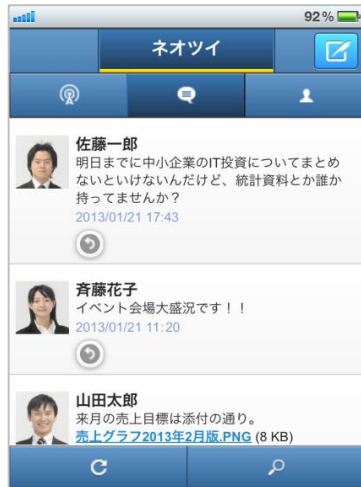 92%
ネオツイ
佐藤一郎
明日までに中小企業のIT投資についてまとめ
ないといけないんだけど、統計資料とか誰か
持ってませんか？
2013/01/21 17:43
斉藤花子
イベント会場大盛況です！！
2013/01/21 11:20
山田太郎
来月の売上目標は添付の通り。
売上グラフ2013年2月版.PNG (8 KB)